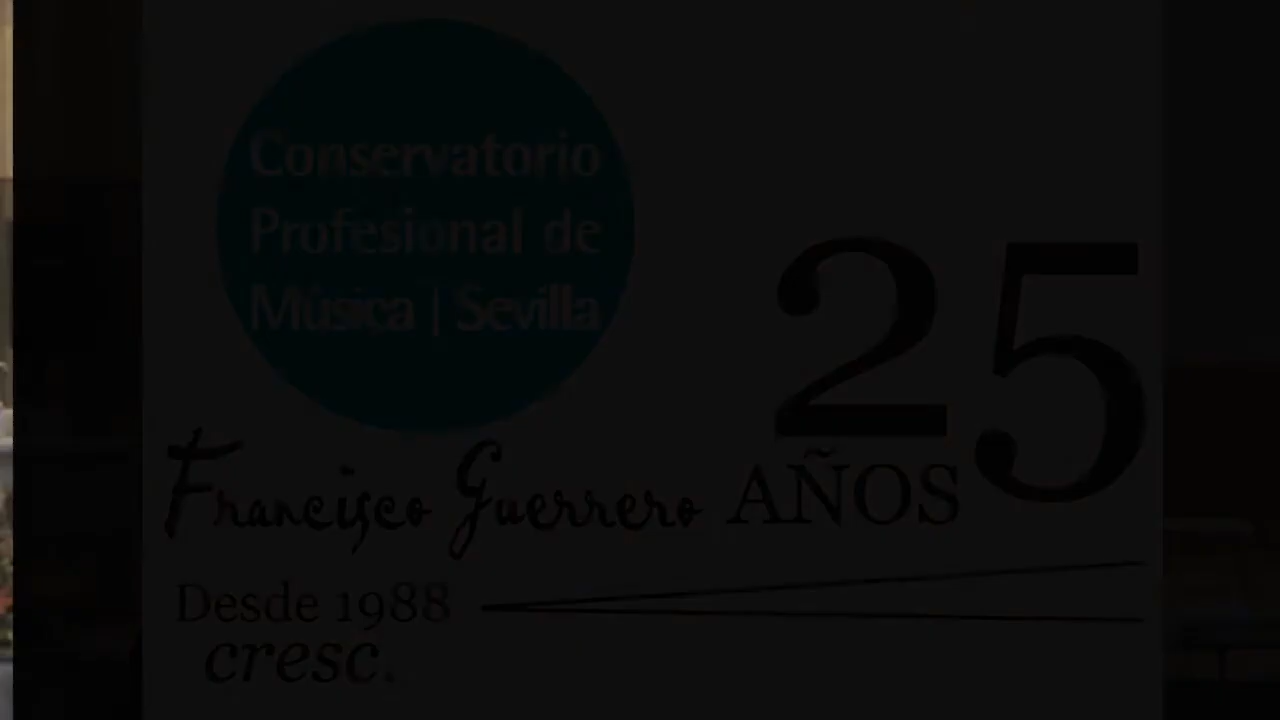 Conservatorio
Profesional de
Música | Sevilla
25
Francisco Guerrero AÑOS
Desde 1988
cresc.